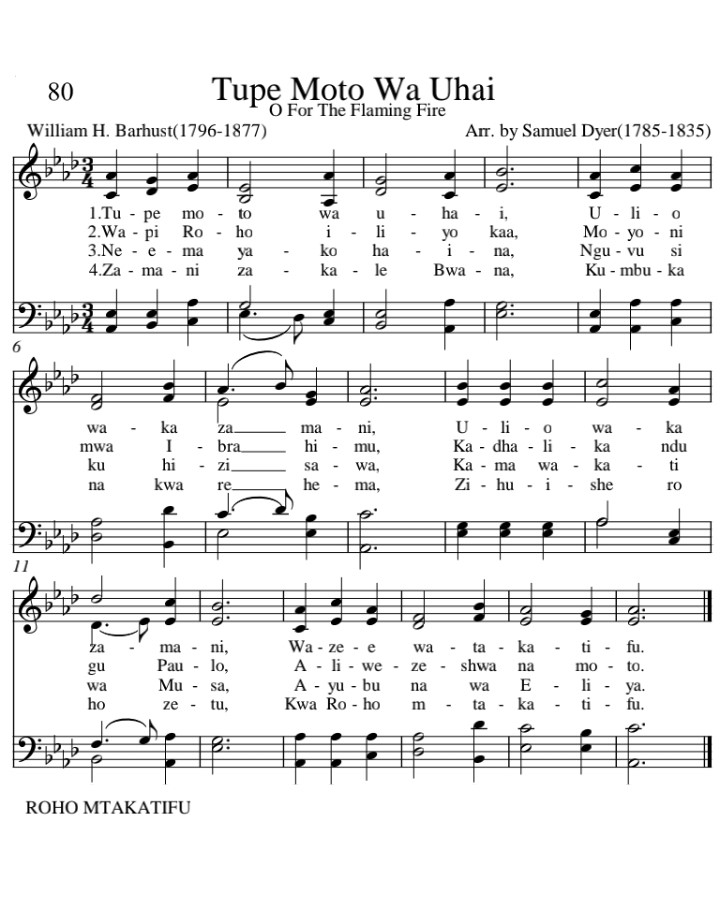 80
Tupe Moto Wa Uhai
O For The Flaming Fire
William H. Barhust(1796-1877) Arr. by Samuel Dyer(1785-1835)
3
4
1.Tu - pe mo - to wa u - ha - i, U - li - o
2.Wa - pi Ro - ho i - li - yo kaa, Mo - yo - ni
3.Ne - e - ma ya - ko ha - i - na, Ngu - vu si
4.Za - ma - ni za - ka - le Bwa - na, Ku - mbu - ka
3
4
6
wa - ka za ma - ni, U - li - o wa - ka
mwa I - bra hi - mu, Ka - dha - li - ka ndu
ku hi - zi sa - wa, Ka - ma wa - ka - ti
na kwa re he - ma, Zi - hu - i - she ro
11
za - ma - ni, Wa - ze - e wa - ta - ka - ti - fu.
gu Pau - lo, A - li - we - ze - shwa na mo - to.
wa Mu - sa, A - yu - bu na wa E - li - ya.
ho ze - tu, Kwa Ro - ho m - ta - ka - ti - fu.
ROHO MTAKATIFU